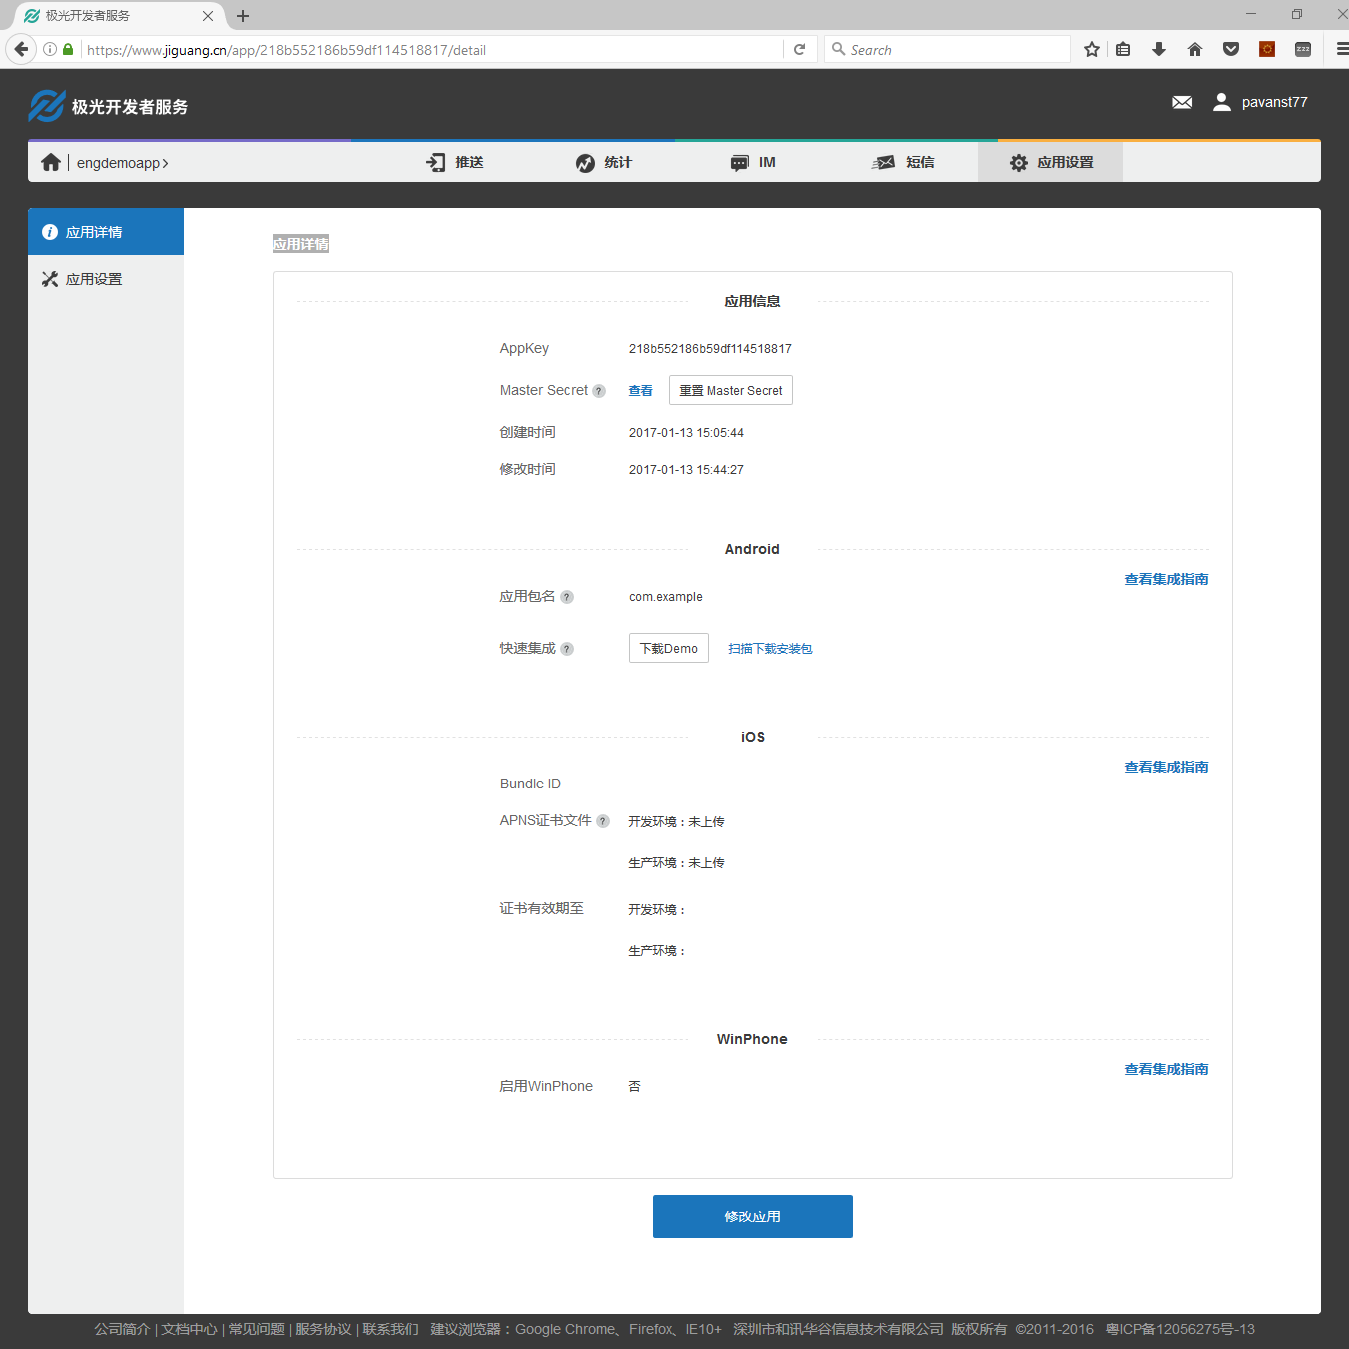 极光开发者服务
https://www.jiguang.cn/app/218b552186b59df114518817/detail
Search
极光开发者服务
pavanst77
engdemoapp
推送
统计
IM
短信
应用设置
应用详情
应用设置
应用详情
应用信息
AppKey 218b552186b59df114518817
Master Secret ? 查看 重置 Master Secret
创建时间 2017-01-13 15:05:44
修改时间 2017-01-13 15:44:27
Android
查看集成指南
应用包名 ? com.example
快速集成 ? 下载Demo 扫描下载安装包
iOS
查看集成指南
Bundle ID
APNS证书文件 ? 开发环境：未上传
生产环境：未上传
证书有效期至 开发环境：
生产环境：
WinPhone
查看集成指南
启用WinPhone 否
修改应用
公司简介 | 文档中心 | 常见问题 | 服务协议 | 联系我们 建议浏览器：Google Chrome、Firefox、IE10+ 深圳市和讯华谷信息技术有限公司 版权所有 ©2011-2016 粤ICP备12056275号-13